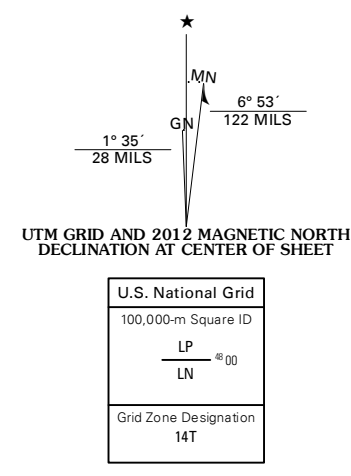 ★
MN
6° 53´
122 MILS
GN
1° 35´
28 MILS
UTM GRID AND 2012 MAGNETIC NORTH
DECLINATION AT CENTER OF SHEET
U.S. National Grid
100,000-m Square ID
LP
48 00
LN
Grid Zone Designation
14T